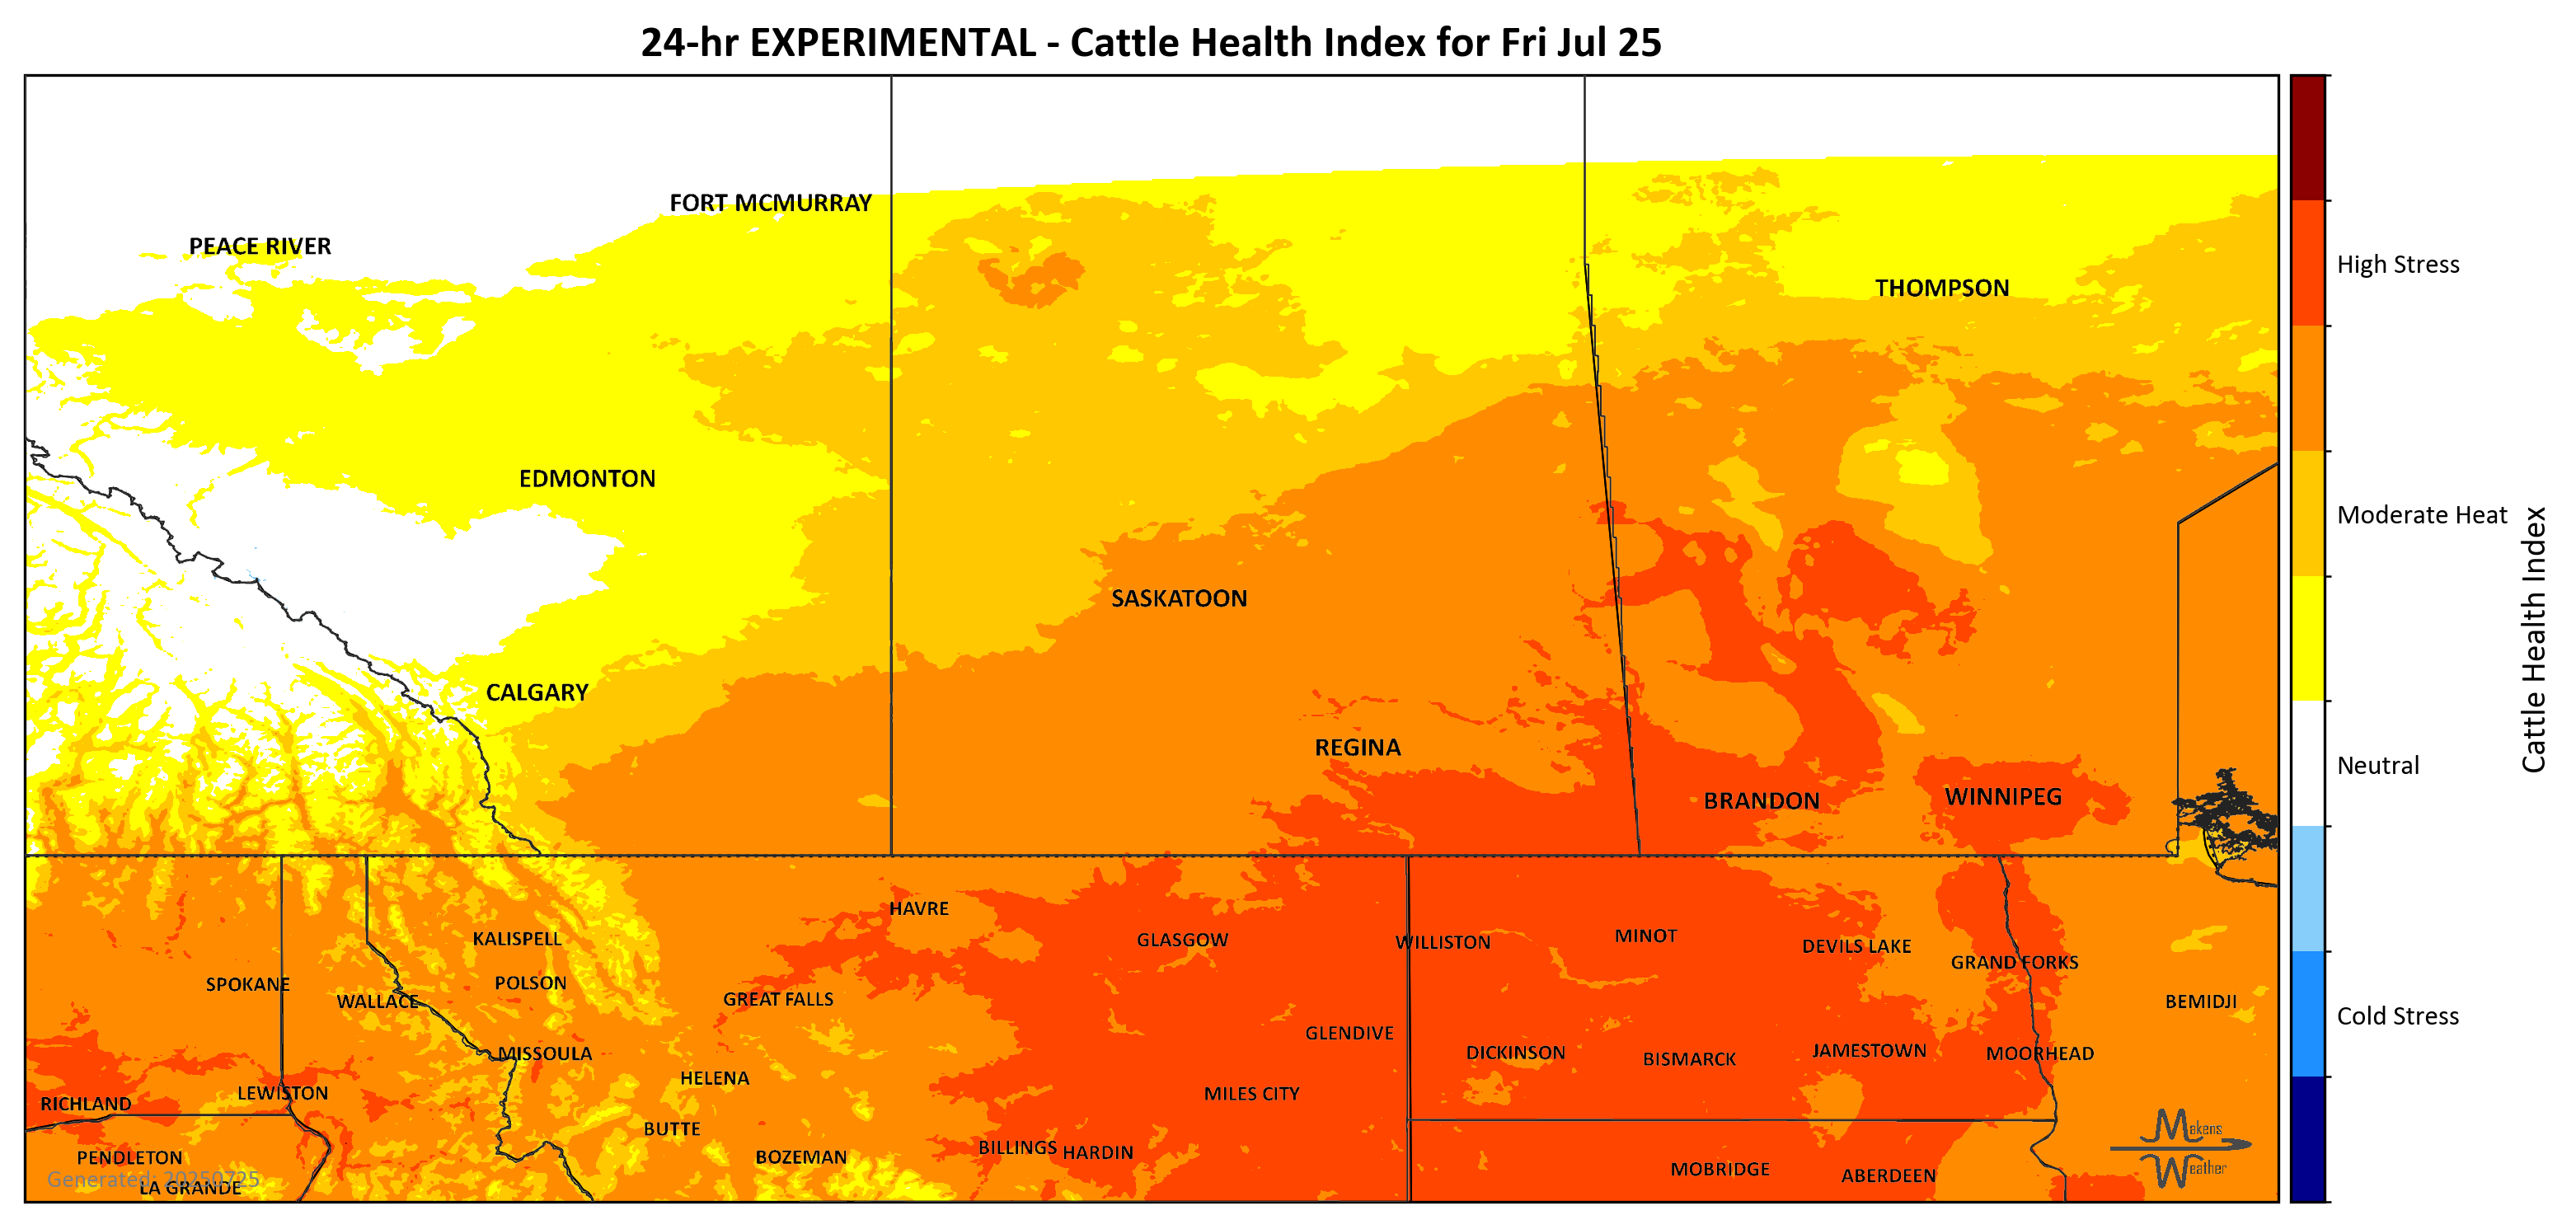 24-hr EXPERIMENTAL - Cattle Health Index for Fri Jul 25
FORT MCMURRAY
PEACE RIVER
High Stress
THOMPSON
EDMONTON
Moderate Heat
SASKATOON
Cattle Health Index
CALGARY
REGINA
Neutral
BRANDON
WINNIPEG
HAVRE
KALISPELL
GLASGOW
WILLISTON
MINOT
DEVILS LAKE
GRAND FORKS
SPOKANE
POLSON
WALLACE
GREAT FALLS
BEMIDJI
Cold Stress
GLENDIVE
MISSOULA
DICKINSON
BISMARCK
JAMESTOWN
MOORHEAD
HELENA
LEWISTON
MILES CITY
RICHLAND
BUTTE
BILLINGS
HARDIN
Makens
Weather
PENDLETON
BOZEMAN
MOBRIDGE
ABERDEEN
Generated: 20250725
LA GRANDE